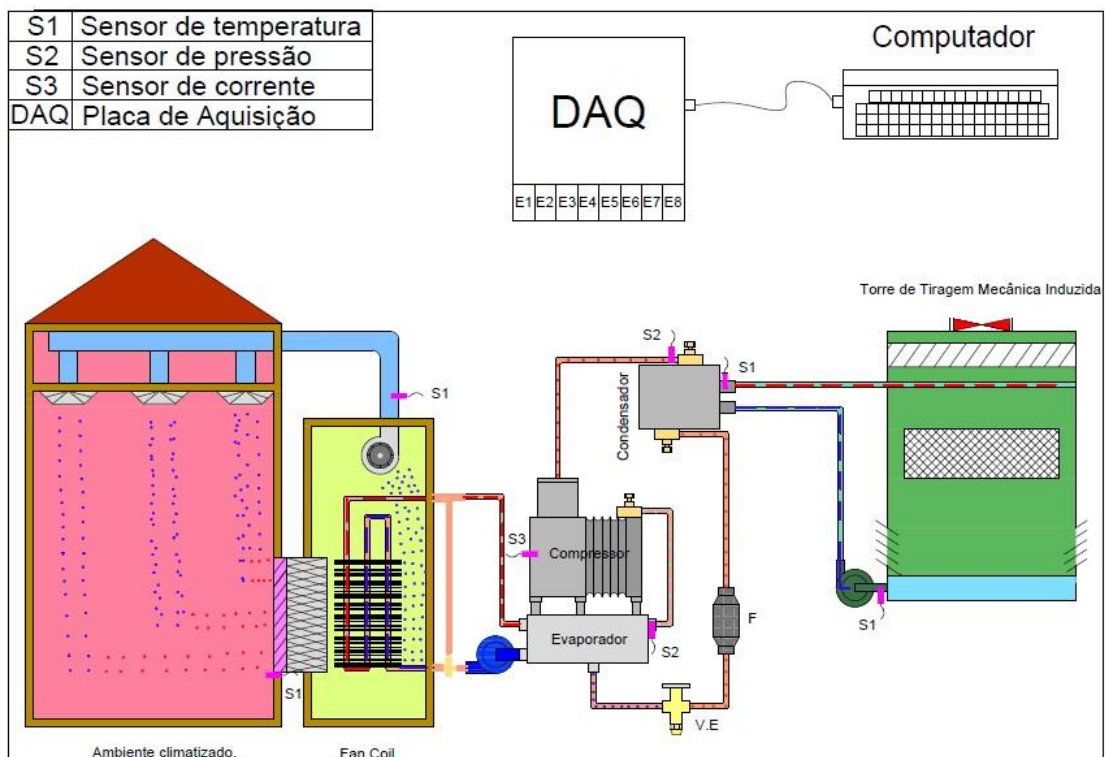 S1 Sensor de temperatura
S2 Sensor de pressão
S3 Sensor de corrente
DAQ Placa de Aquisição
DAQ
E1 E2 E3 E4 E5 E6 E7 E8
Computador
Torre de Tiragem Mecânica Induzida
S2
S1
S1
Condensador
S3
Compressor
F
S1
Evaporador
S2
S1
V.E
Ambiente climatizado.
Fan Coil